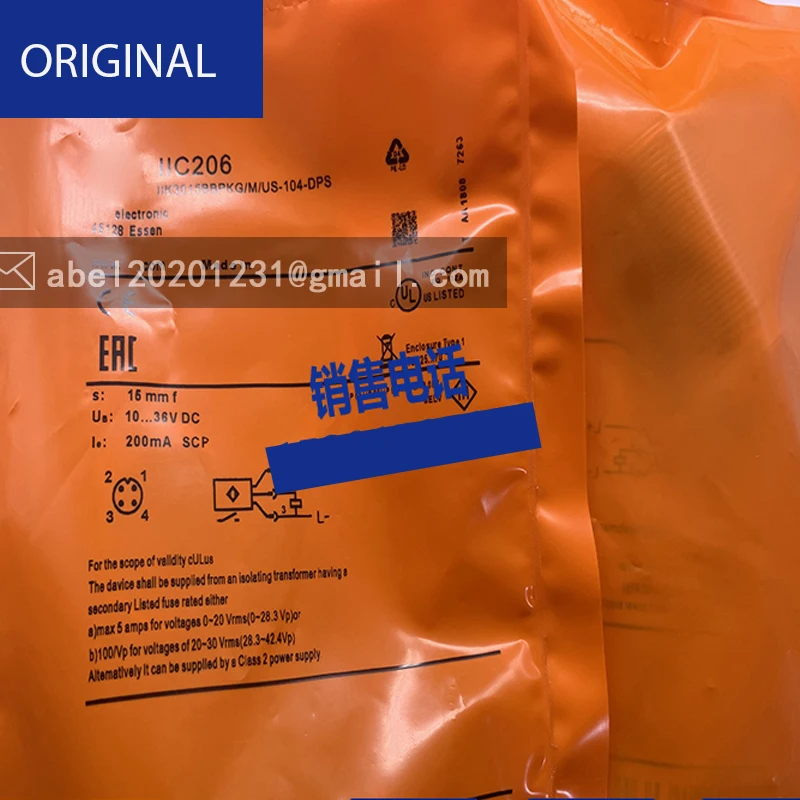 ORIGINAL
IIC206
IIK3015BBPKG/M/US-104-DPS
electronic
45128 Essen
7263
abel20201231@gmail com
C UL US LISTED
EAC
Enclosure Type 1
销售电话
s: 15 mm f
UB: 10...36V DC
Ie: 200mA SCP
2 1
3 4
3
L-
For the scope of validity cULus
The device shall be supplied from an isolating transformer having a
secondary Listed fuse rated either
a)max 5 amps for voltages 0~20 Vrms(0~28.3 Vp)or
b)100/Vp for voltages of 20~30 Vrms(28.3~42.4Vp)
Alternatively it can be supplied by a Class 2 power supply